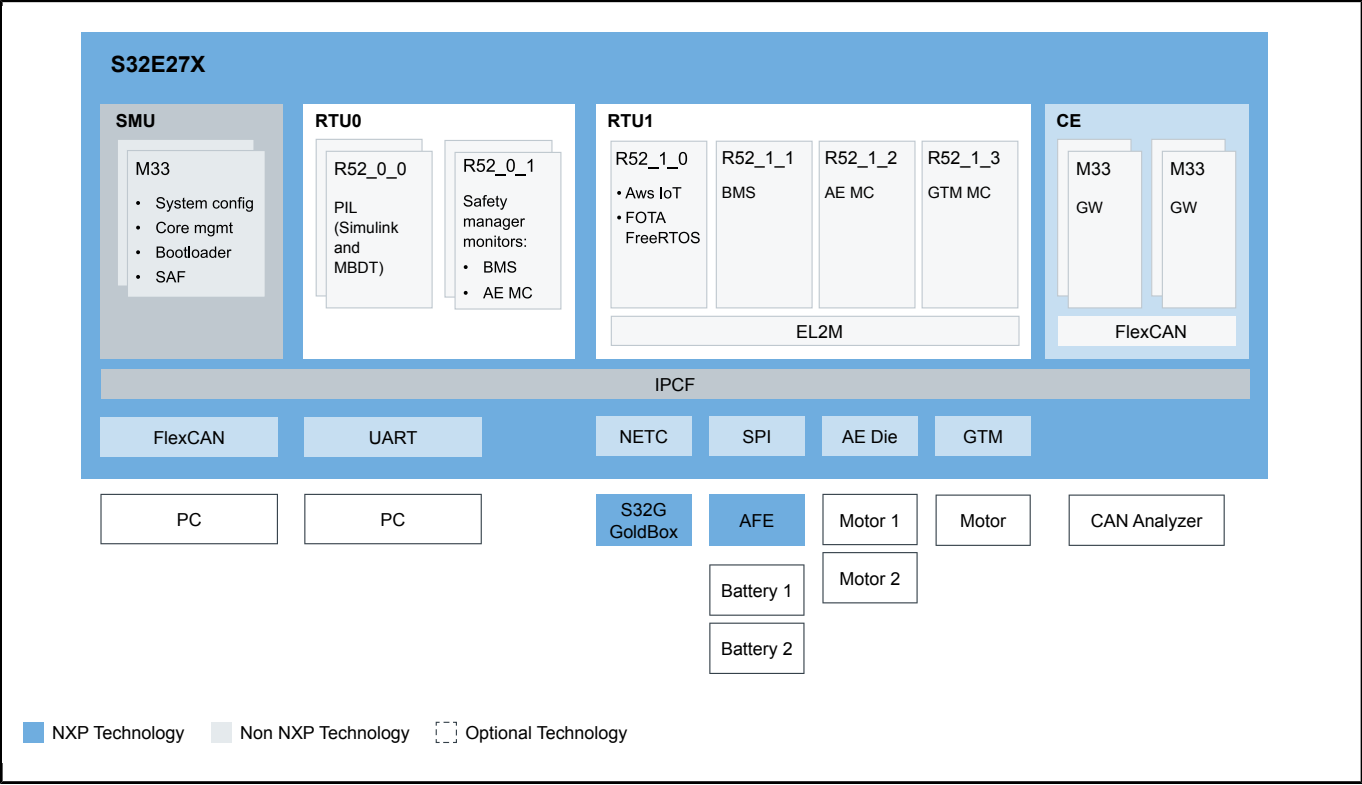 S32E27X
SMU
M33
• System config
• Core mgmt
• Bootloader
• SAF
RTU0
R52_0_0
PIL
(Simulink
and
MBDT)
R52_0_1
Safety
manager
monitors:
• BMS
• AE MC
RTU1
R52_1_0
• Aws IoT
• FOTA
FreeRTOS
R52_1_1
BMS
R52_1_2
AE MC
R52_1_3
GTM MC
EL2M
CE
M33
GW
M33
GW
FlexCAN
IPCF
FlexCAN
UART
NETC
SPI
AE Die
GTM
PC
PC
S32G
GoldBox
AFE
Motor 1
Motor
CAN Analyzer
Motor 2
Battery 1
Battery 2
NXP Technology
Non NXP Technology
Optional Technology